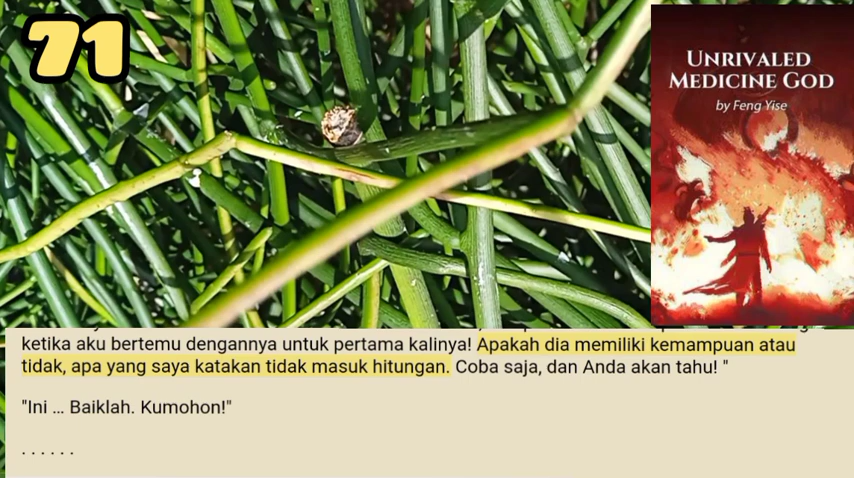 71
UNRIVALED
MEDICINE GOD
by Feng Yise
ketika aku bertemu dengannya untuk pertama kalinya! Apakah dia memiliki kemampuan atau
tidak, apa yang saya katakan tidak masuk hitungan. Coba saja, dan Anda akan tahu! "
"Ini ... Baiklah. Kumohon!"
. . . . . .